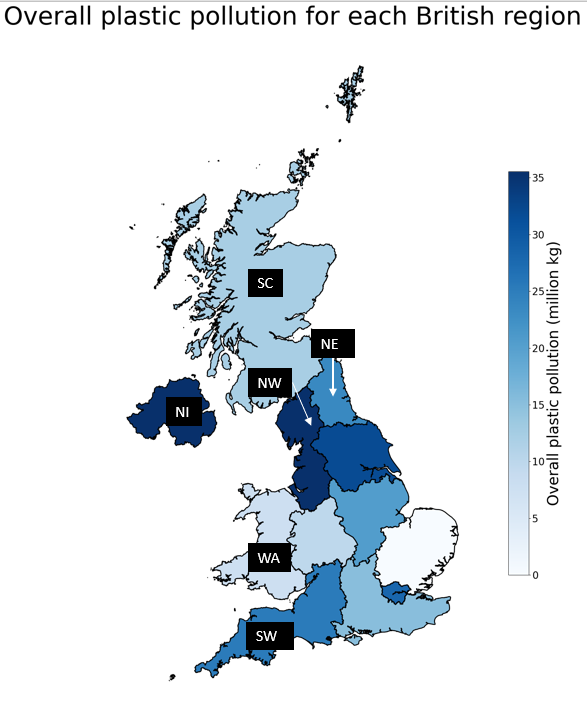 Overall plastic pollution for each British region
SC
NE
NW
NI
WA
SW
35
30
25
20
15
10
5
0
Overall plastic pollution (million kg)